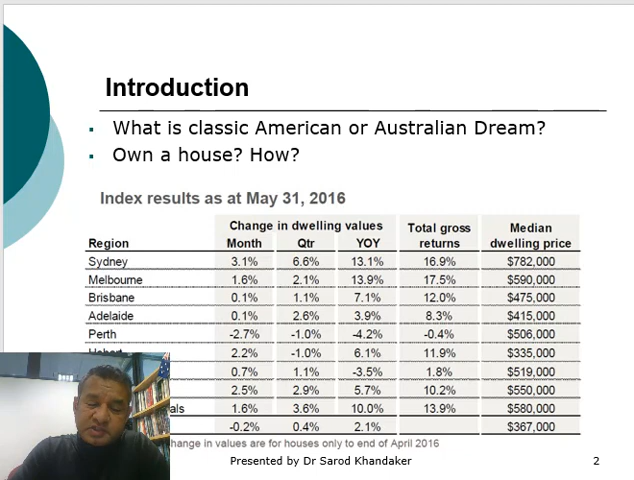 Introduction
What is classic American or Australian Dream?
Own a house? How?
Index results as at May 31, 2016
Change in dwelling values Total gross Median
Region Month Qtr YOY returns dwelling price
Sydney 3.1% 6.6% 13.1% 16.9% $782,000
Melbourne 1.6% 2.1% 13.9% 17.5% $590,000
Brisbane 0.1% 1.1% 7.1% 12.0% $475,000
Adelaide 0.1% 2.6% 3.9% 8.3% $415,000
Perth -2.7% -1.0% -4.2% -0.4% $506,000
Hobart 2.2% -1.0% 6.1% 11.9% $335,000
0.7% 1.1% -3.5% 1.8% $519,000
2.5% 2.9% 5.7% 10.2% $550,000
als 1.6% 3.6% 10.0% 13.9% $580,000
-0.2% 0.4% 2.1% $367,000
hange in values are for houses only to end of April 2016
Presented by Dr Sarod Khandaker 2